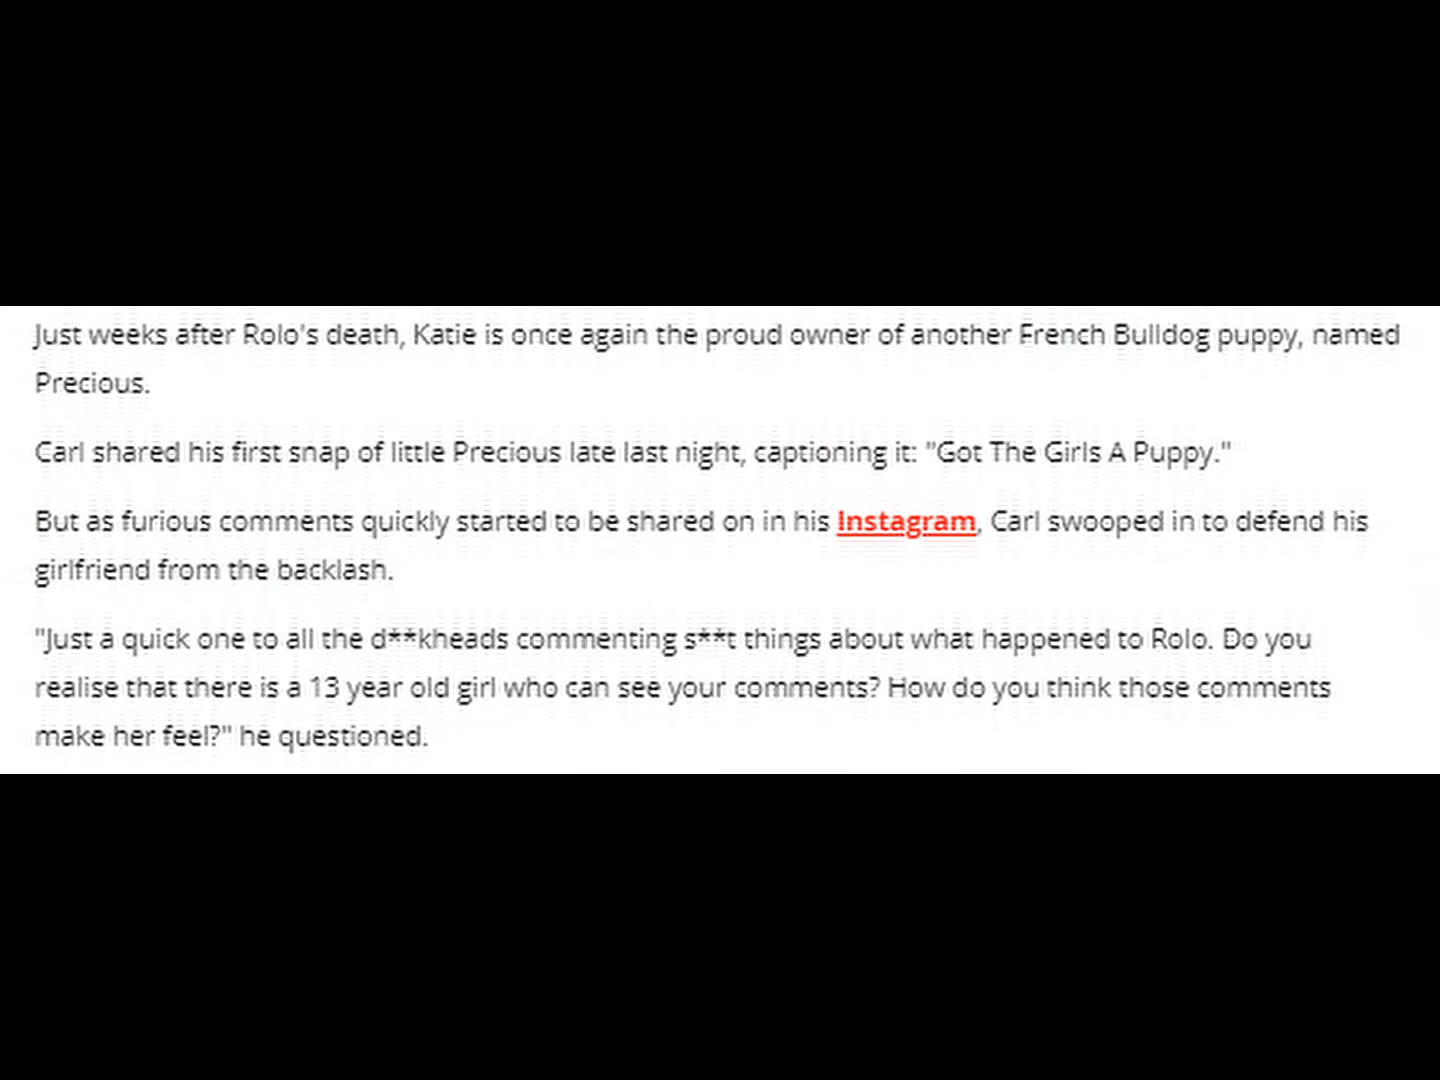 Just weeks after Rolo's death, Katie is once again the proud owner of another French Bulldog puppy, named
Precious.
Carl shared his first snap of little Precious late last night, captioning it: "Got The Girls A Puppy."
But as furious comments quickly started to be shared on in his Instagram, Carl swooped in to defend his
girlfriend from the backlash.
"Just a quick one to all the d**kheads commenting s**t things about what happened to Rolo. Do you
realise that there is a 13 year old girl who can see your comments? How do you think those comments
make her feel?" he questioned.